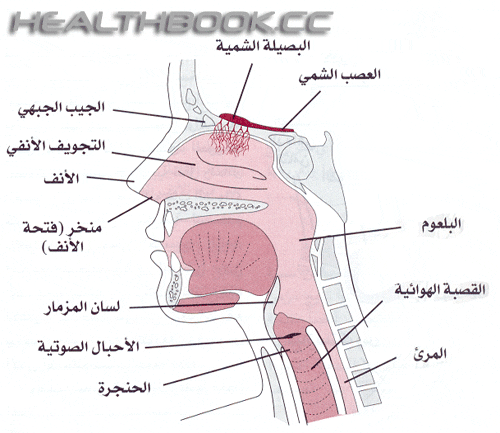 HEALTHBOOK.CC
البصيلة الشمية
العصب الشمي
الجيب الجبهي
التجويف الأنفي
الأنف
منخر (فتحة
الأنف)
البلعوم
القصبة الهوائية
لسان المزمار
الأحبال الصوتية
المرئ
الحنجرة